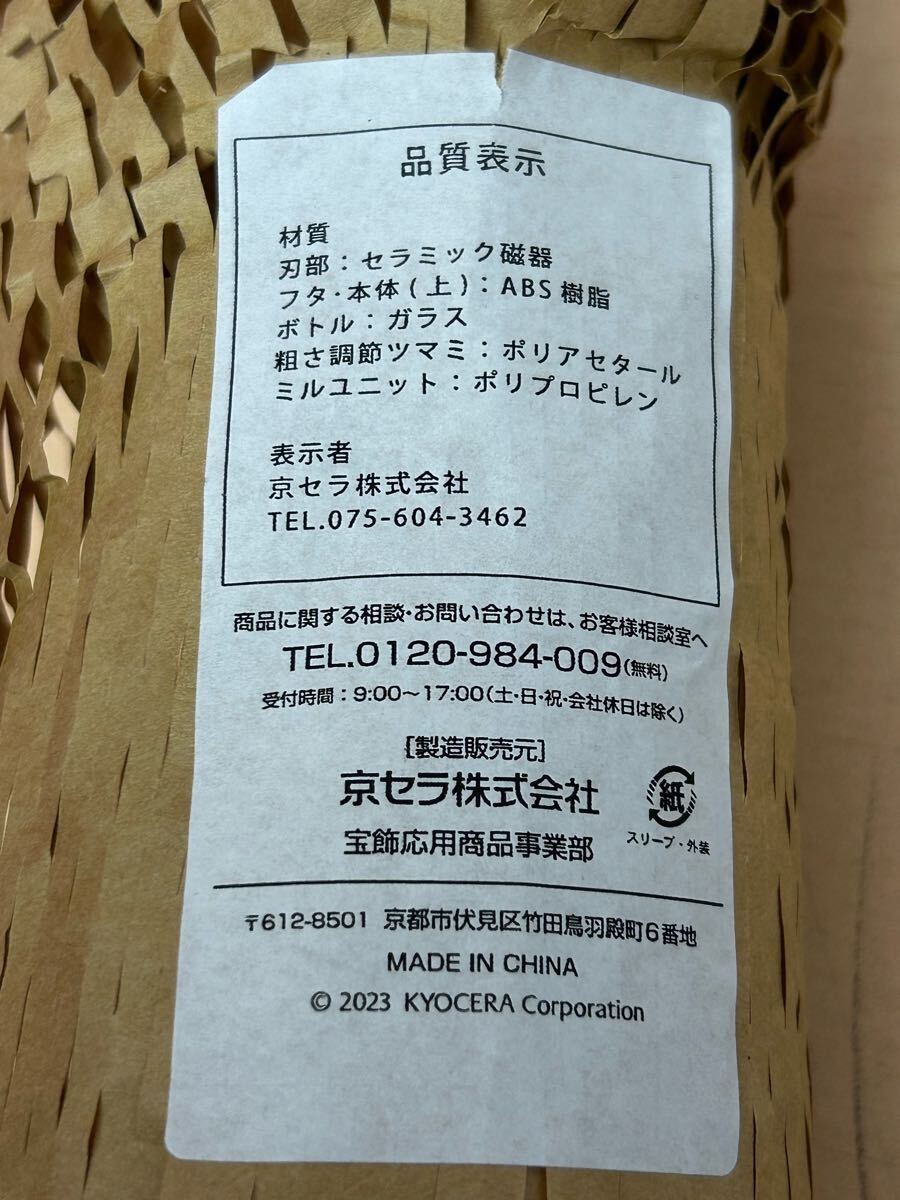 品質表示
材質
刃部：セラミック磁器
フタ・本体(上)：ABS樹脂
ボトル：ガラス
粗さ調節ツマミ：ポリアセタール
ミルユニット：ポリプロピレン
表示者
京セラ株式会社
TEL.075-604-3462
商品に関する相談・お問い合わせは、お客様相談室へ
TEL.0120-984-009(無料)
受付時間：9:00〜17:00(土・日・祝・会社休日は除く)
[製造販売元]
京セラ株式会社
宝飾応用商品事業部
紙
スリーブ・外装
〒612-8501 京都市伏見区竹田鳥羽殿町6番地
MADE IN CHINA
© 2023 KYOCERA Corporation